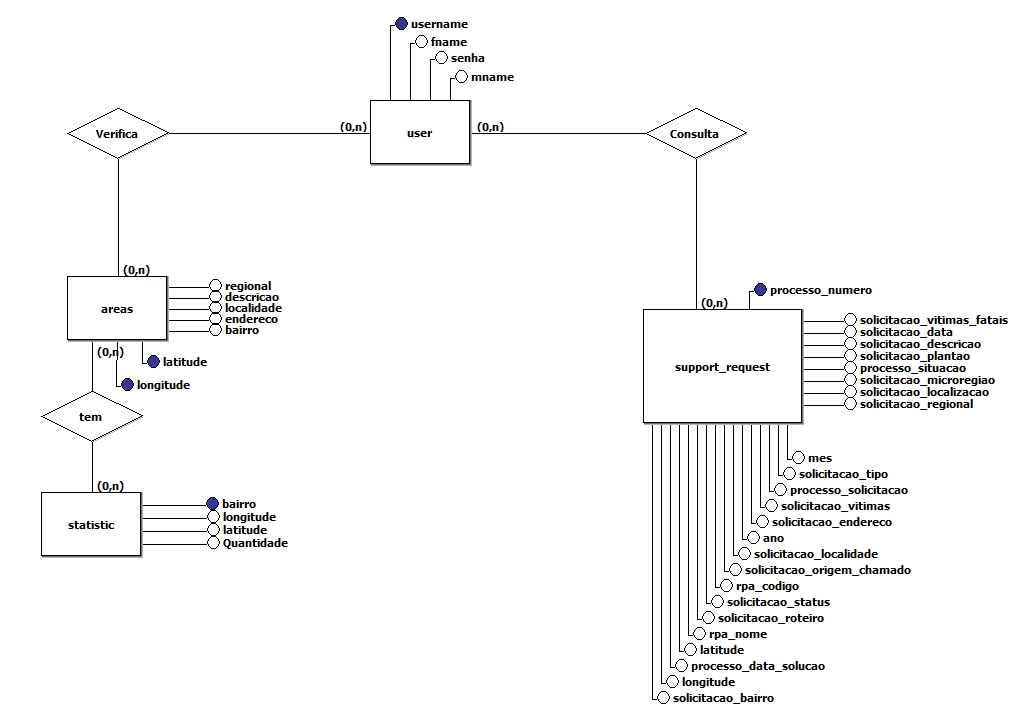 username
fname
senha
mname
Verifica
(0,n)
user
(0,n)
Consulta
(0,n)
areas
regional
descricao
localidade
endereco
bairro
(0,n)
latitude
longitude
tem
(0,n)
statistic
bairro
longitude
latitude
Quantidade
(0,n)
processo_numero
support_request
solicitacao_vitimas_fatais
solicitacao_data
solicitacao_descricao
solicitacao_plantao
processo_situacao
solicitacao_microregiao
solicitacao_localizacao
solicitacao_regional
mes
solicitacao_tipo
processo_solicitacao
solicitacao_vitimas
solicitacao_endereco
ano
solicitacao_localidade
solicitacao_origem_chamado
rpa_codigo
solicitacao_status
solicitacao_roteiro
rpa_nome
latitude
processo_data_solucao
longitude
solicitacao_bairro